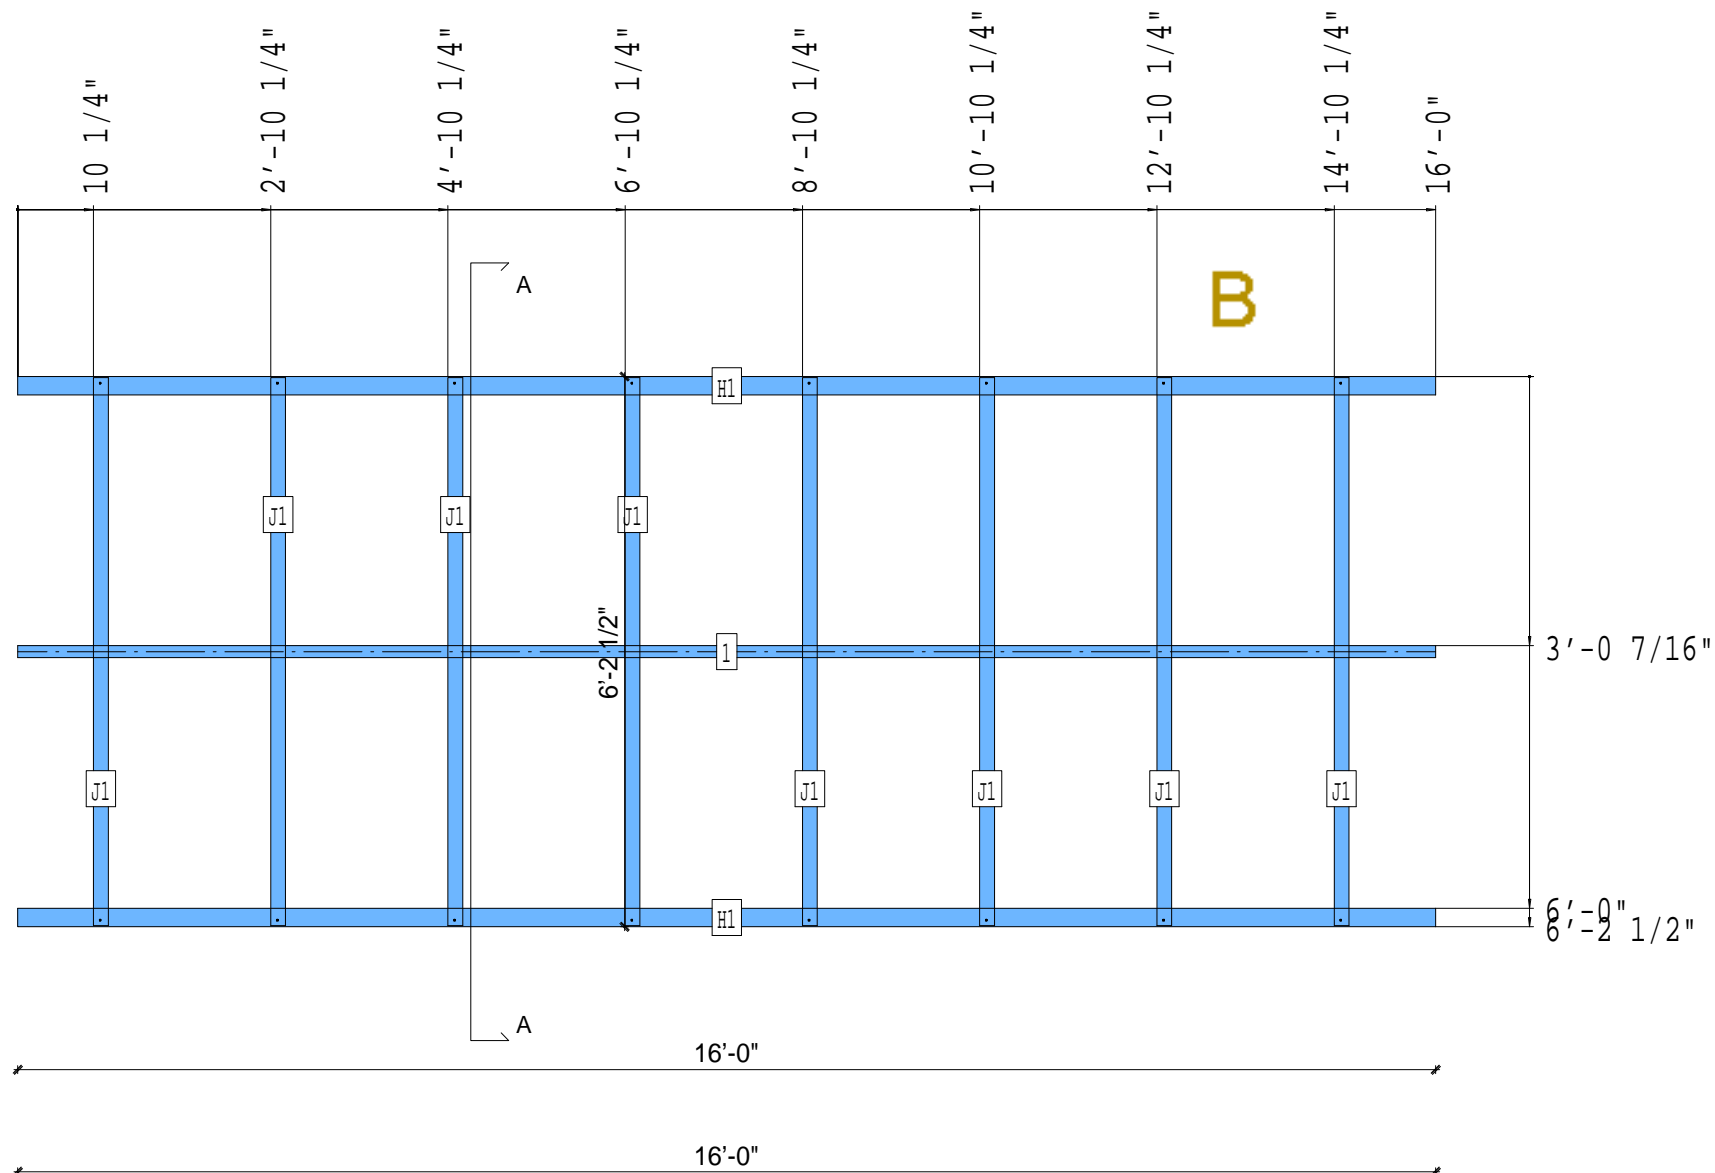 10 1/4"
2'-10 1/4"
4'-10 1/4"
6'-10 1/4"
8'-10 1/4"
10'-10 1/4"
12'-10 1/4"
14'-10 1/4"
16'-0"
A
B
H1
J1
J1
J1
6'-2 1/2"
1
3'-0 7/16"
J1
J1
J1
J1
J1
H1
6'-0"
6'-2 1/2"
A
16'-0"
16'-0"